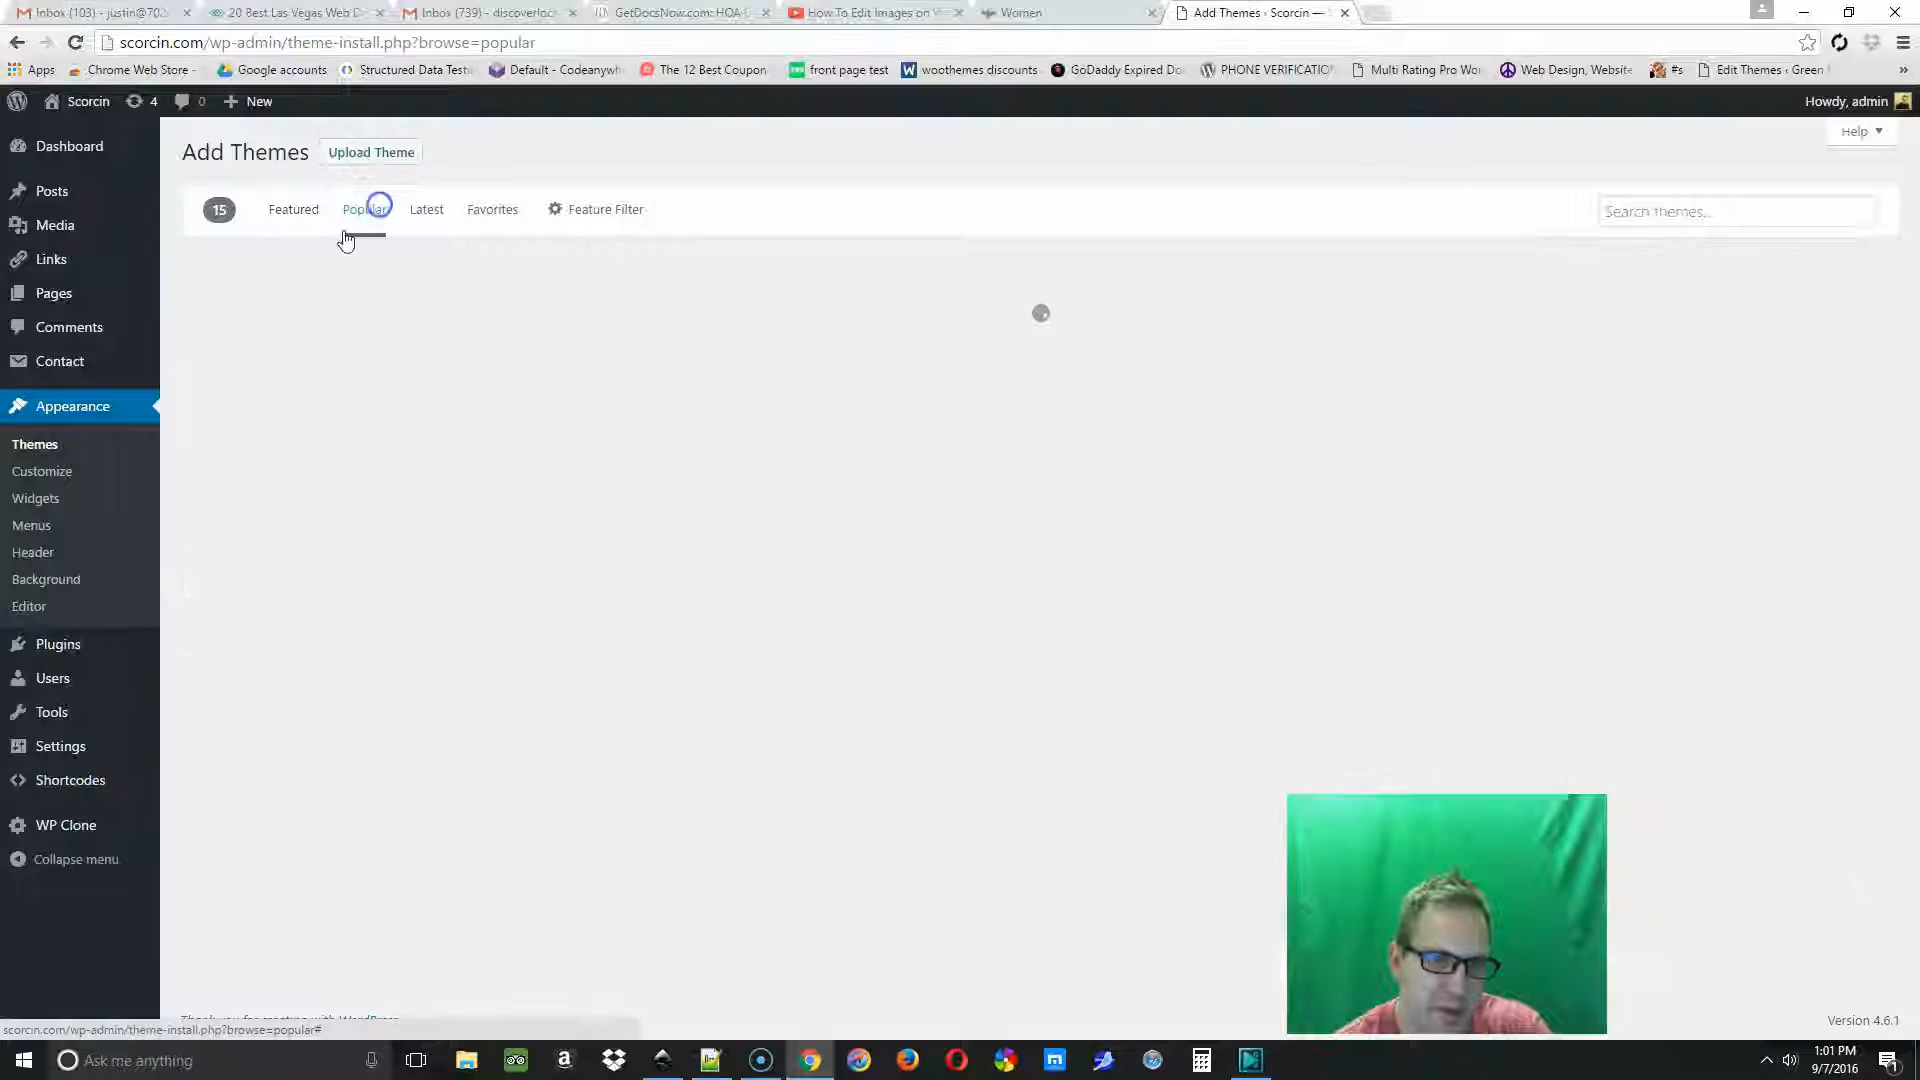 Inbox (103) - justin@702
20 Best Las Vegas Web D
Inbox (739) - discoverloc
GetDocsNow.com: HOA
How To Edit Images on
Women
Add Themes ‹ Scorcin —
scorcin.com/wp-admin/theme-install.php?browse=popular
Apps
Chrome Web Store -
Google accounts
Structured Data Testi
Default - Codeanywh
The 12 Best Coupon
front page test
woothemes discounts
GoDaddy Expired Do
PHONE VERIFICATIO
Multi Rating Pro Wo
Web Design, Website
#s
Edit Themes ‹ Green
»
Scorcin
4
0
New
Howdy, admin
Dashboard
Posts
Media
Links
Pages
Comments
Contact
Appearance
Themes
Customize
Widgets
Menus
Header
Background
Editor
Plugins
Users
Tools
Settings
Shortcodes
WP Clone
Collapse menu
Add Themes
Upload Theme
Help
15
Featured
Popular
Latest
Favorites
Feature Filter
Search themes...
Version 4.6.1
scorcin.com/wp-admin/theme-install.php?browse=popular#
Ask me anything
1:01 PM
9/7/2016